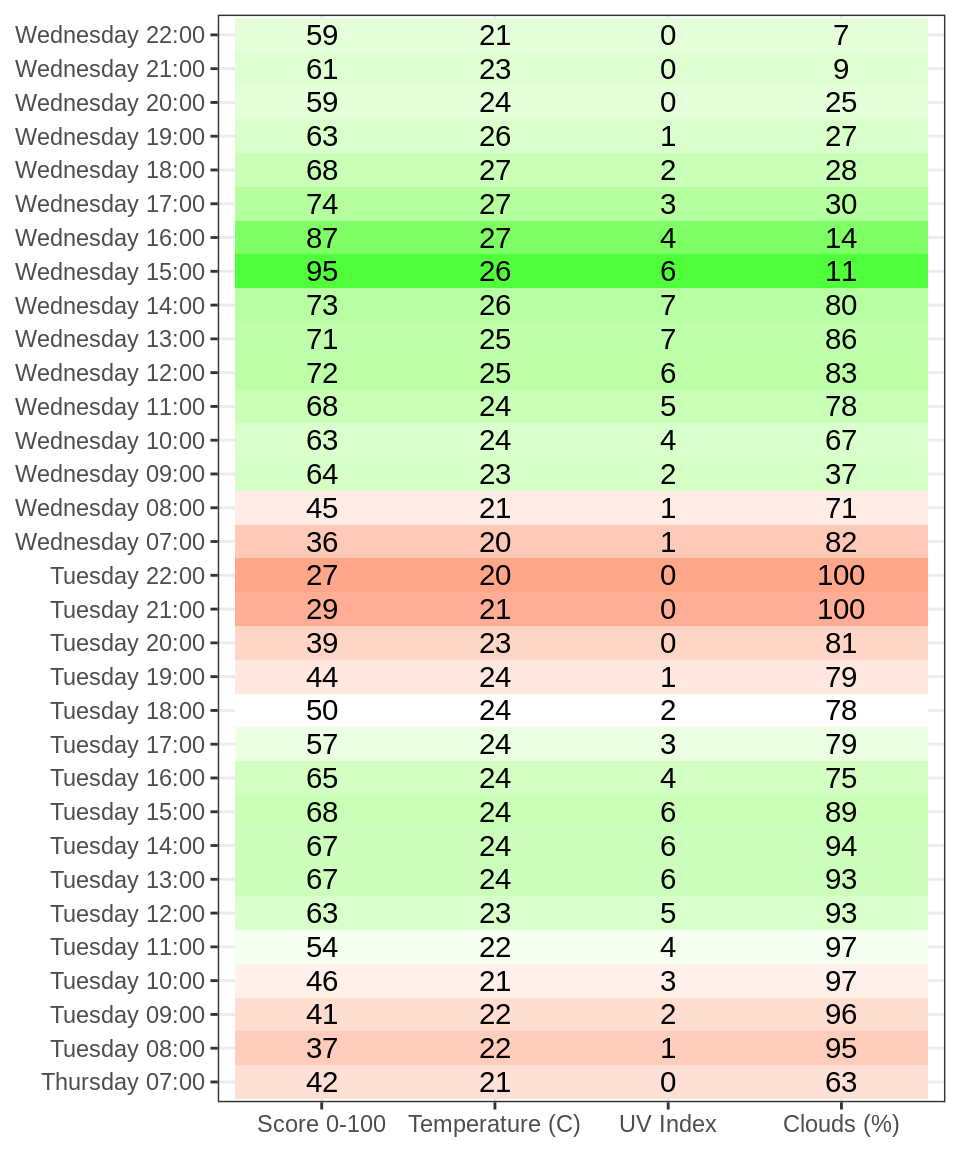 Wednesday 22:00 59 21 0 7
Wednesday 21:00 61 23 0 9
Wednesday 20:00 59 24 0 25
Wednesday 19:00 63 26 1 27
Wednesday 18:00 68 27 2 28
Wednesday 17:00 74 27 3 30
Wednesday 16:00 87 27 4 14
Wednesday 15:00 95 26 6 11
Wednesday 14:00 73 26 7 80
Wednesday 13:00 71 25 7 86
Wednesday 12:00 72 25 6 83
Wednesday 11:00 68 24 5 78
Wednesday 10:00 63 24 4 67
Wednesday 09:00 64 23 2 37
Wednesday 08:00 45 21 1 71
Wednesday 07:00 36 20 1 82
Tuesday 22:00 27 20 0 100
Tuesday 21:00 29 21 0 100
Tuesday 20:00 39 23 0 81
Tuesday 19:00 44 24 1 79
Tuesday 18:00 50 24 2 78
Tuesday 17:00 57 24 3 79
Tuesday 16:00 65 24 4 75
Tuesday 15:00 68 24 6 89
Tuesday 14:00 67 24 6 94
Tuesday 13:00 67 24 6 93
Tuesday 12:00 63 23 5 93
Tuesday 11:00 54 22 4 97
Tuesday 10:00 46 21 3 97
Tuesday 09:00 41 22 2 96
Tuesday 08:00 37 22 1 95
Thursday 07:00 42 21 0 63
Score 0-100 Temperature (C) UV Index Clouds (%)